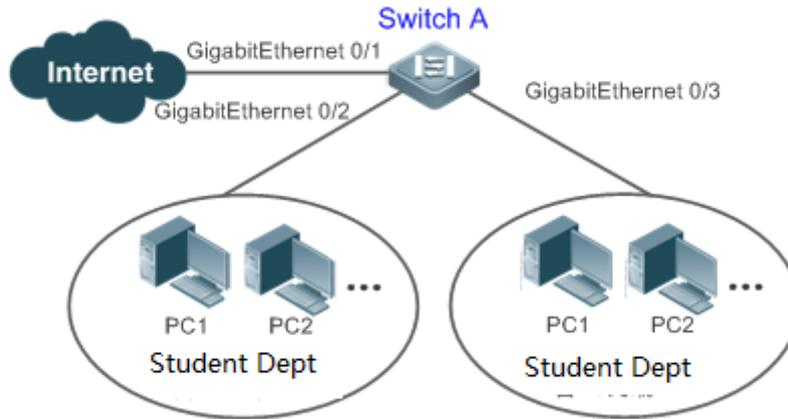 Switch A
GigabitEthernet 0/1
Internet
GigabitEthernet 0/2
GigabitEthernet 0/3
PC1
PC2
...
Student Dept
PC1
PC2
...
Student Dept